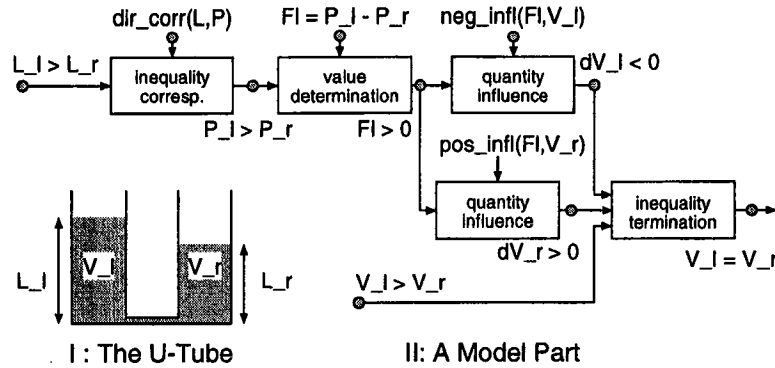 dir_corr(L,P)
Fl = P_l - P_r
neg_infl(Fl,V_l)
L_l > L_r
inequality
corresp.
value
determination
quantity
influence
dV_l < 0
P_l > P_r
Fl > 0
pos_infl(Fl,V_r)
quantity
influence
inequality
termination
dV_r > 0
V_l = V_r
V_l > V_r
V_l
V_r
L_l
L_r
I : The U-Tube
II: A Model Part